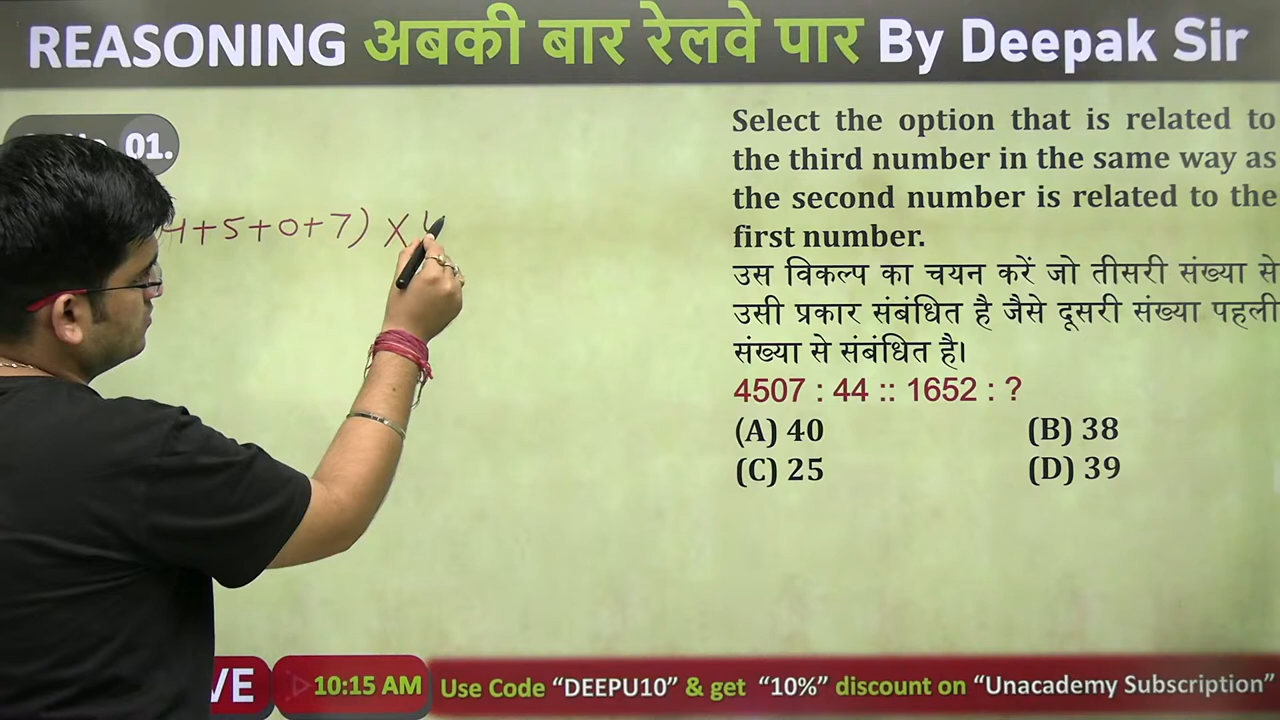 REASONING अबकी बार रेलवे पार By Deepak Sir
01.
4+5+0+7) X
Select the option that is related to
the third number in the same way as
the second number is related to the
first number.
उस विकल्प का चयन करें जो तीसरी संख्या से
उसी प्रकार संबंधित है जैसे दूसरी संख्या पहली
संख्या से संबंधित है।
4507 : 44 :: 1652 : ?
(A) 40 (B) 38
(C) 25 (D) 39
VE 10:15 AM Use Code “DEEPU10” & get “10%” discount on “Unacademy Subscription”